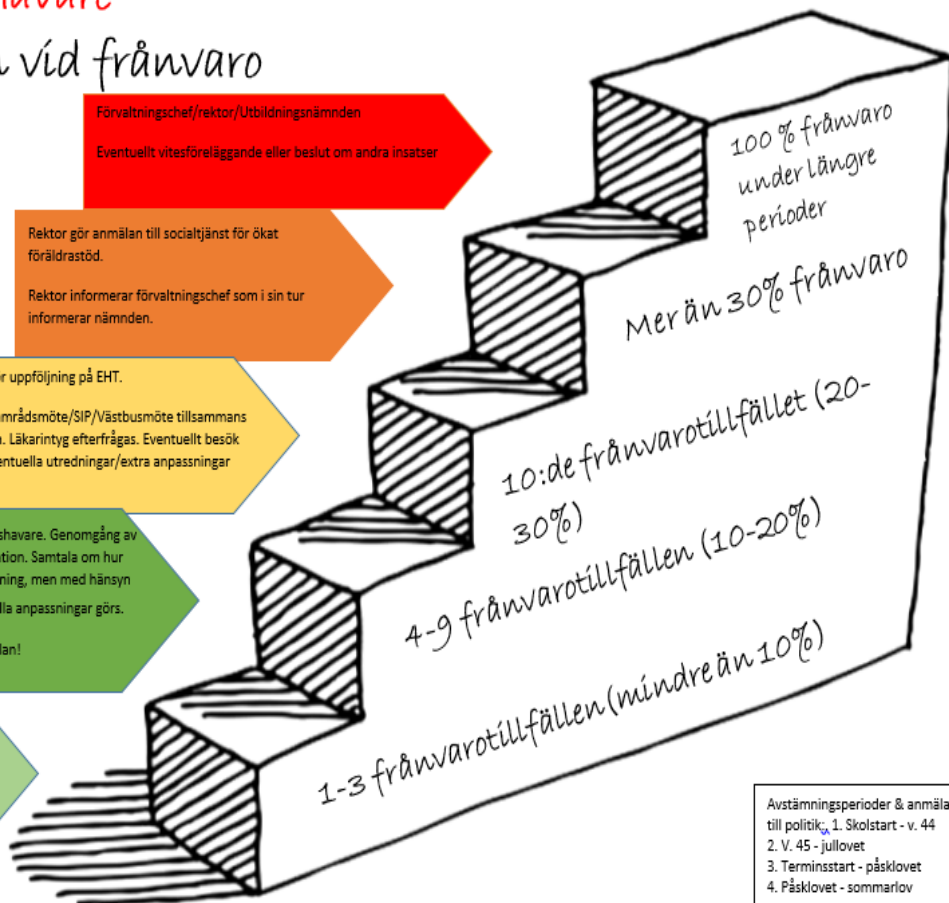 vid frånvaro
Förvaltningschef/rektor/Utbildningsnämnden
Eventuellt vitesföreläggande eller beslut om andra insatser
Rektor gör anmälan till socialtjänst för ökat
föräldrastöd.
Rektor informerar förvaltningschef som i sin tur
informerar nämnden.
uppföljning på EHT.
/SIP/Västbusmöte tillsammans
Läkarintyg efterfrågas. Eventuellt besök
utredningar/extra anpassningar
Genomgång av
Samtala om hur
men med hänsyn
anpassningar görs.
100 % frånvaro
under längre
perioder
Mer än 30% frånvaro
10:de frånvarotillfället (20-
30%)
4-9 frånvarotillfällen (10-20%)
1-3 frånvarotillfällen (mindre än 10%)
Avstämningsperioder & anmäla
till politik; 1. Skolstart - v. 44
2. V. 45 - jullovet
3. Terminsstart - påsklovet
4. Påsklovet - sommarlov